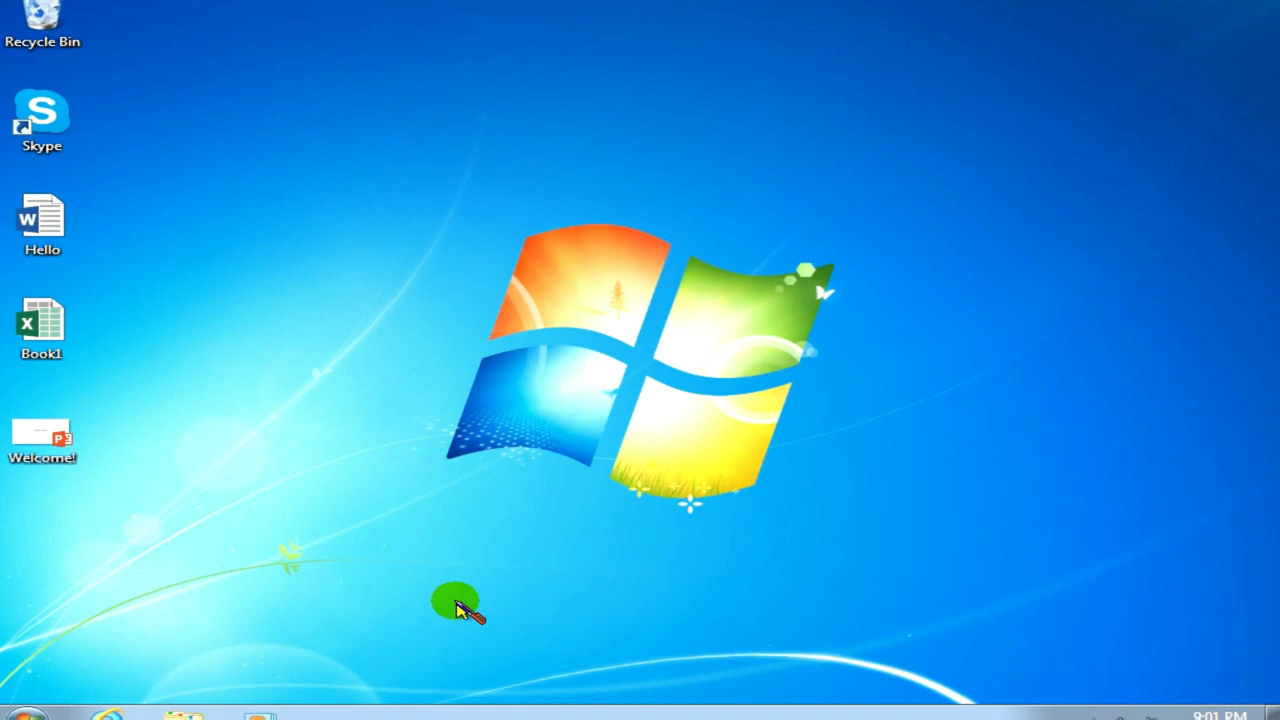 Recycle Bin
S
Skype
W
Hello
X
Book1
P
Welcome!
9:01 PM